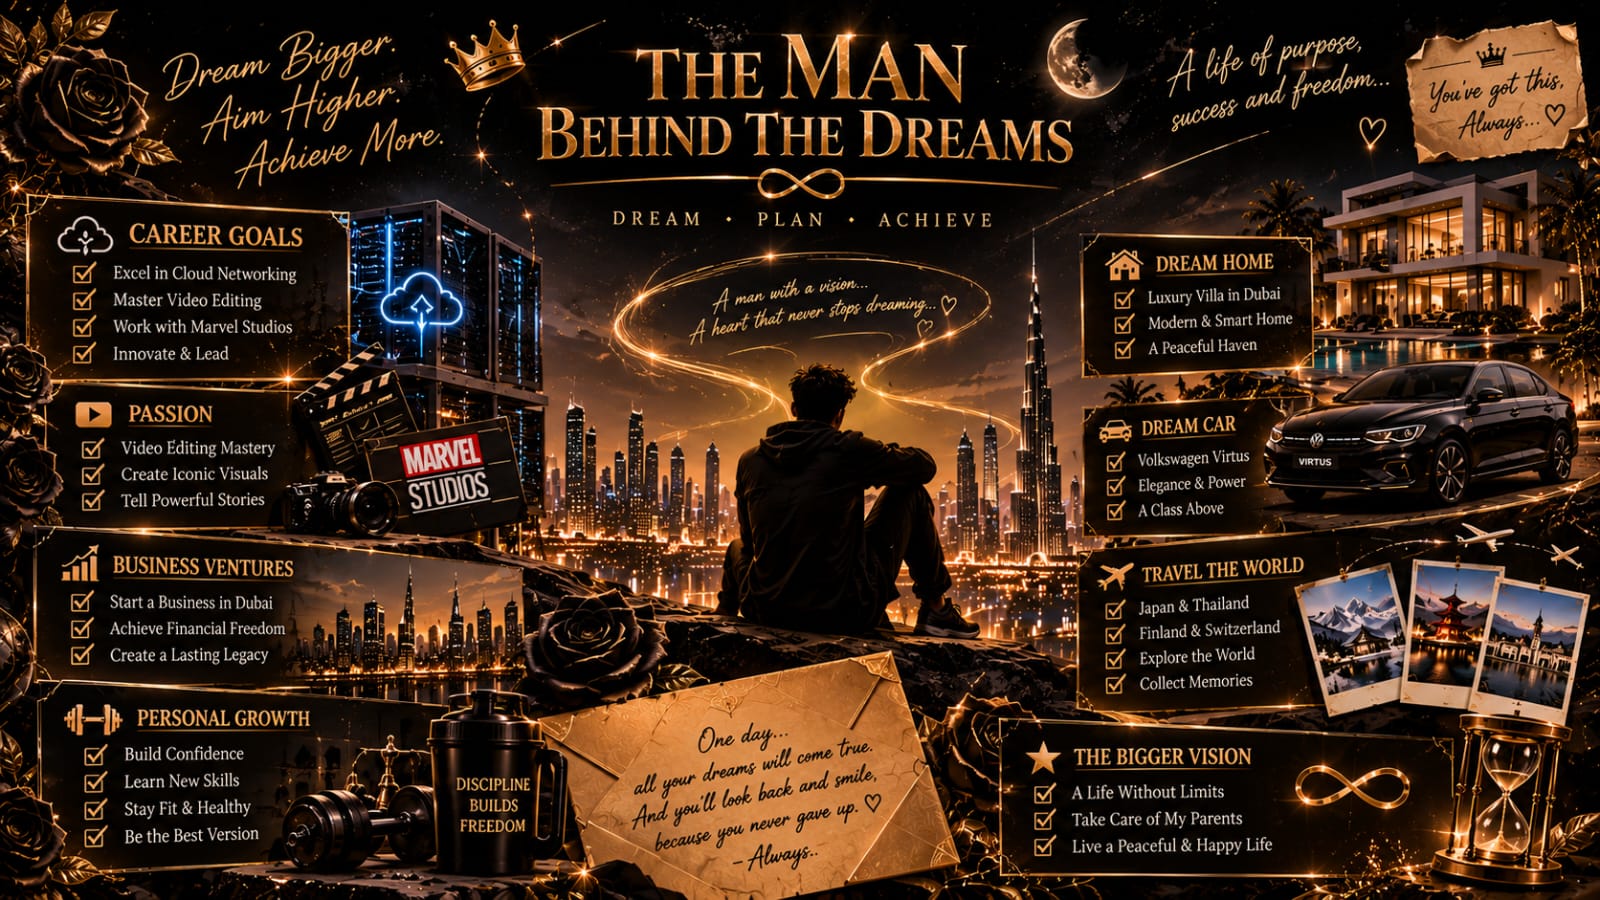 Dream Bigger.
Aim Higher.
Achieve More.
THE MAN
BEHIND THE DREAMS
DREAM • PLAN • ACHIEVE
A life of purpose,
success and freedom...
You've got this,
Always...
A man with a vision...
A heart that never stops dreaming...
CAREER GOALS
Excel in Cloud Networking
Master Video Editing
Work with Marvel Studios
Innovate & Lead
PASSION
Video Editing Mastery
Create Iconic Visuals
Tell Powerful Stories
MARVEL
STUDIOS
BUSINESS VENTURES
Start a Business in Dubai
Achieve Financial Freedom
Create a Lasting Legacy
PERSONAL GROWTH
Build Confidence
Learn New Skills
Stay Fit & Healthy
Be the Best Version
DISCIPLINE
BUILDS
FREEDOM
One day...
all your dreams will come true.
And you'll look back and smile,
because you never gave up.
– Always..
DREAM HOME
Luxury Villa in Dubai
Modern & Smart Home
A Peaceful Haven
DREAM CAR
Volkswagen Virtus
Elegance & Power
A Class Above
VIRTUS
TRAVEL THE WORLD
Japan & Thailand
Finland & Switzerland
Explore the World
Collect Memories
THE BIGGER VISION
A Life Without Limits
Take Care of My Parents
Live a Peaceful & Happy Life